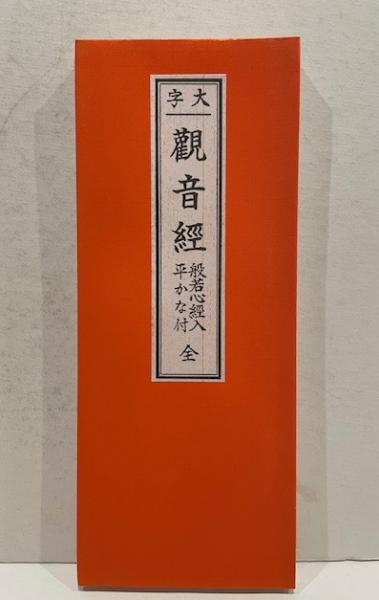 大字
觀音經
般若心經入
平かな付
全